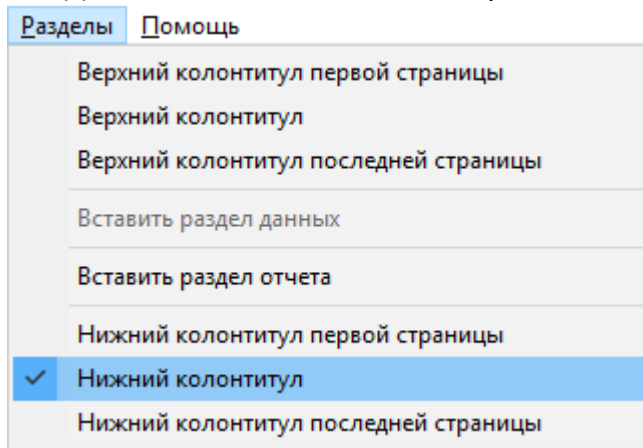 Разделы Помощь
Верхний колонтитул первой страницы
Верхний колонтитул
Верхний колонтитул последней страницы
Вставить раздел данных
Вставить раздел отчета
Нижний колонтитул первой страницы
Нижний колонтитул
Нижний колонтитул последней страницы